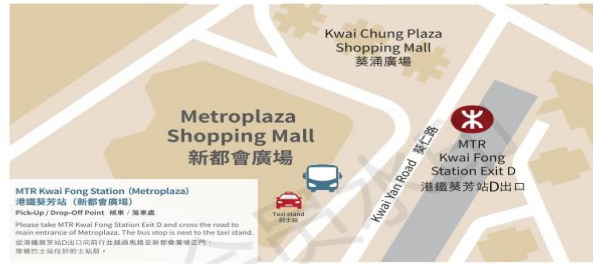 Kwai Chung Plaza
Shopping Mall
葵涌廣場
Metroplaza
Shopping Mall
新都會廣場
Kwai Yan Road 葵仁路
MTR
Kwai Fong
Station Exit D
港鐵葵芳站D出口
Taxi stand
的士站
MTR Kwai Fong Station (Metroplaza)
港鐵葵芳站（新都會廣場）
Pick-Up / Drop-Off Point 候車 / 落車處
Please take MTR Kwai Fong Station Exit D and cross the road to
main entrance of Metroplaza. The bus stop is next to the taxi stand.
從港鐵葵芳站D出口向前行並越過馬路至新都會廣場正門，
穿梭巴士站位於的士站前。